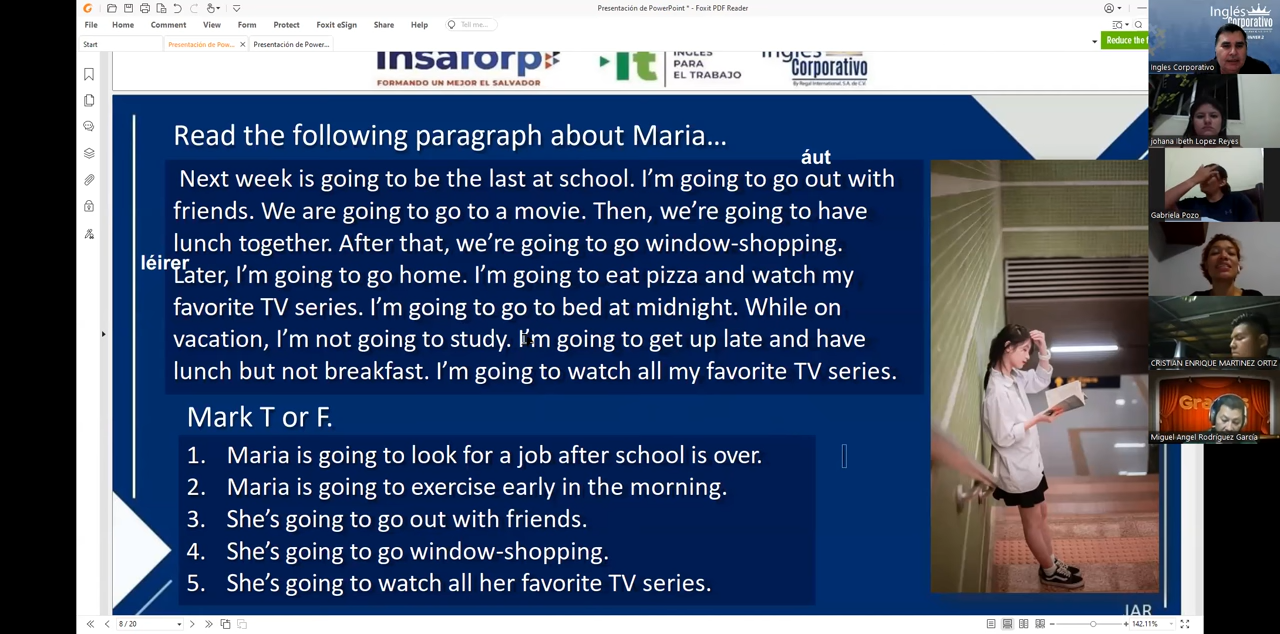 Presentación de PowerPoint * - Foxit PDF Reader
File Home Comment View Form Protect Foxit eSign Share Help Tell me...
Start Presentación de Pow... Presentación de Power...
Reduce the f
insaforp
FORMANDO UN MEJOR EL SALVADOR
INGLÉS
PARA
EL TRABAJO
Inglés
Corporativo
By Regal International, S.A. de C.V.
Read the following paragraph about Maria...
áut
Next week is going to be the last at school. I'm going to go out with
friends. We are going to go to a movie. Then, we're going to have
lunch together. After that, we're going to go window-shopping.
léirer
Later, I'm going to go home. I'm going to eat pizza and watch my
favorite TV series. I'm going to go to bed at midnight. While on
vacation, I'm not going to study. I'm going to get up late and have
lunch but not breakfast. I'm going to watch all my favorite TV series.
Mark T or F.
1. Maria is going to look for a job after school is over.
2. Maria is going to exercise early in the morning.
3. She's going to go out with friends.
4. She's going to go window-shopping.
5. She's going to watch all her favorite TV series.
IAR
8 / 20
142.11%
Inglés
Corporativo
Ingles Corporativo
Johana Ibeth Lopez Reyes
Gabriela Pozo
CRISTIAN ENRIQUE MARTINEZ ORTIZ
Miguel Angel Rodríguez García